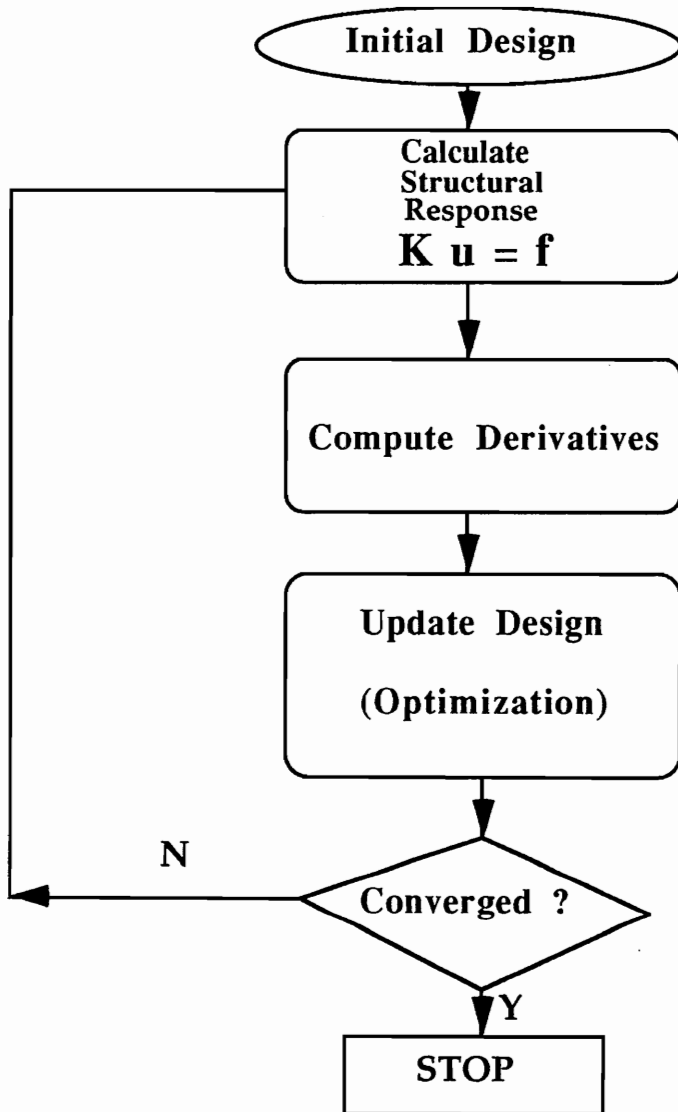 Initial Design
Calculate
Structural
Response
K u = f
Compute Derivatives
Update Design
(Optimization)
N
Converged ?
Y
STOP